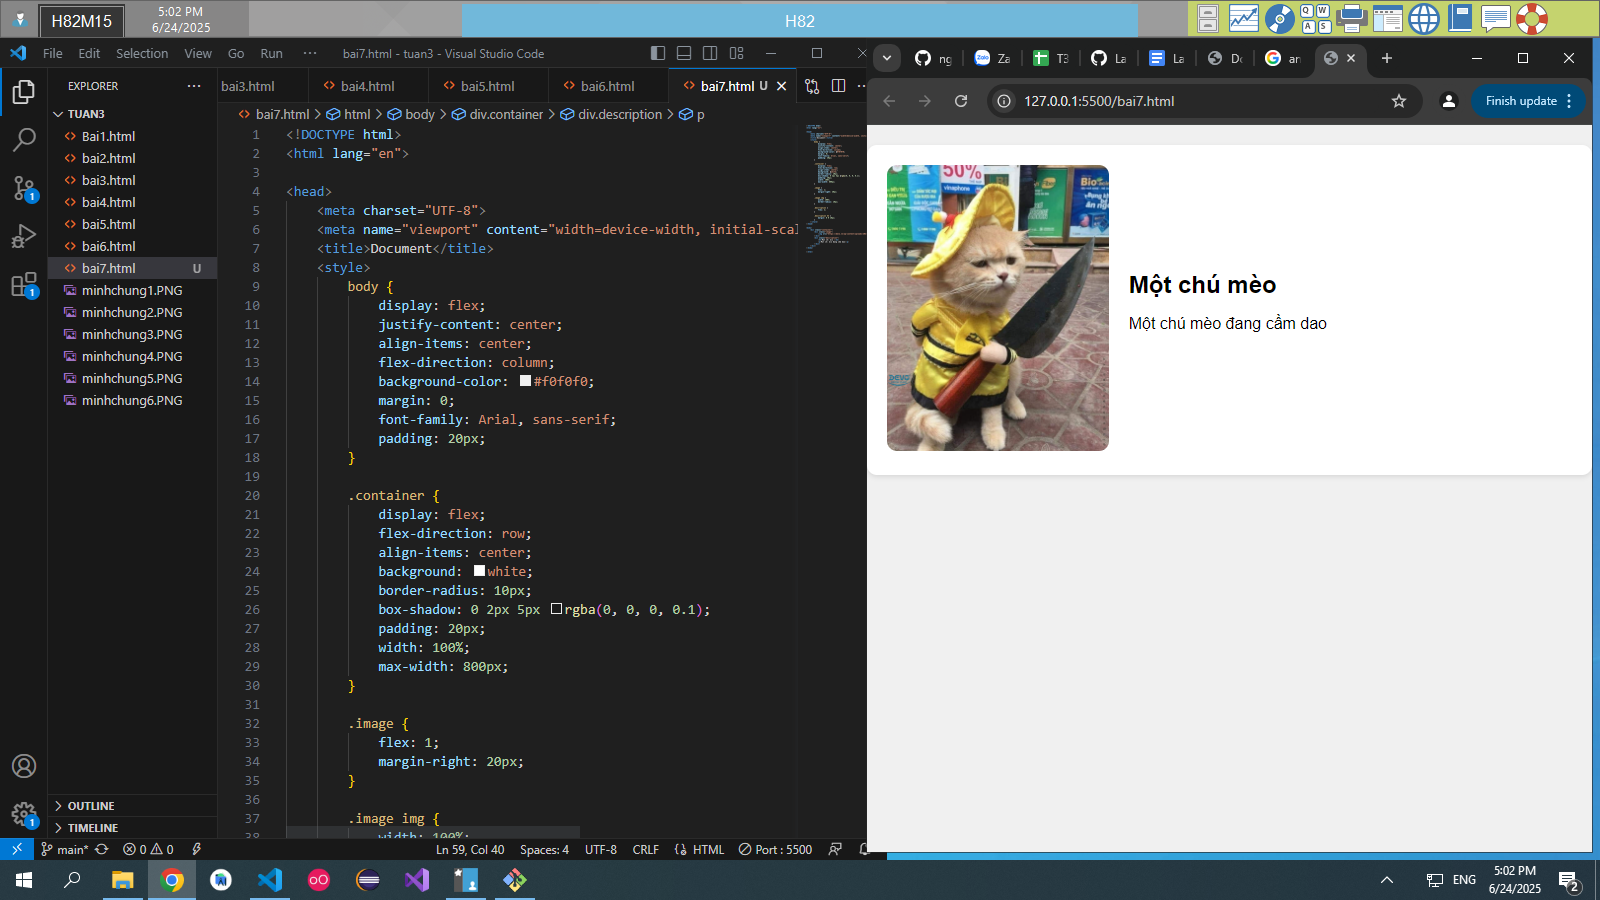 H82M15
5:02 PM
6/24/2025
H82
Q W
A S
File Edit Selection View Go Run ··· bai7.html - tuan3 - Visual Studio Code
EXPLORER ···
TUAN3
Bai1.html
bai2.html
bai3.html
bai4.html
bai5.html
bai6.html
bai7.html U
minhchung1.PNG
minhchung2.PNG
minhchung3.PNG
minhchung4.PNG
minhchung5.PNG
minhchung6.PNG
OUTLINE
TIMELINE
bai3.html bai4.html bai5.html bai6.html bai7.html U
bai7.html > html > body > div.container > div.description > p
1 <!DOCTYPE html>
2 <html lang="en">
3
4 <head>
5 <meta charset="UTF-8">
6 <meta name="viewport" content="width=device-width, initial-scal
7 <title>Document</title>
8 <style>
9 body {
10 display: flex;
11 justify-content: center;
12 align-items: center;
13 flex-direction: column;
14 background-color: #f0f0f0;
15 margin: 0;
16 font-family: Arial, sans-serif;
17 padding: 20px;
18 }
19
20 .container {
21 display: flex;
22 flex-direction: row;
23 align-items: center;
24 background: white;
25 border-radius: 10px;
26 box-shadow: 0 2px 5px rgba(0, 0, 0, 0.1);
27 padding: 20px;
28 width: 100%;
29 max-width: 800px;
30 }
31
32 .image {
33 flex: 1;
34 margin-right: 20px;
35 }
36
37 .image img {
38 width: 100%;
main* 0 0 Ln 59, Col 40 Spaces: 4 UTF-8 CRLF HTML Port : 5500
ng Za T3 La La Do an
127.0.0.1:5500/bai7.html Finish update
50%
vinaphone
Bio
Một chú mèo
Một chú mèo đang cầm dao
ENG 5:02 PM
6/24/2025
2